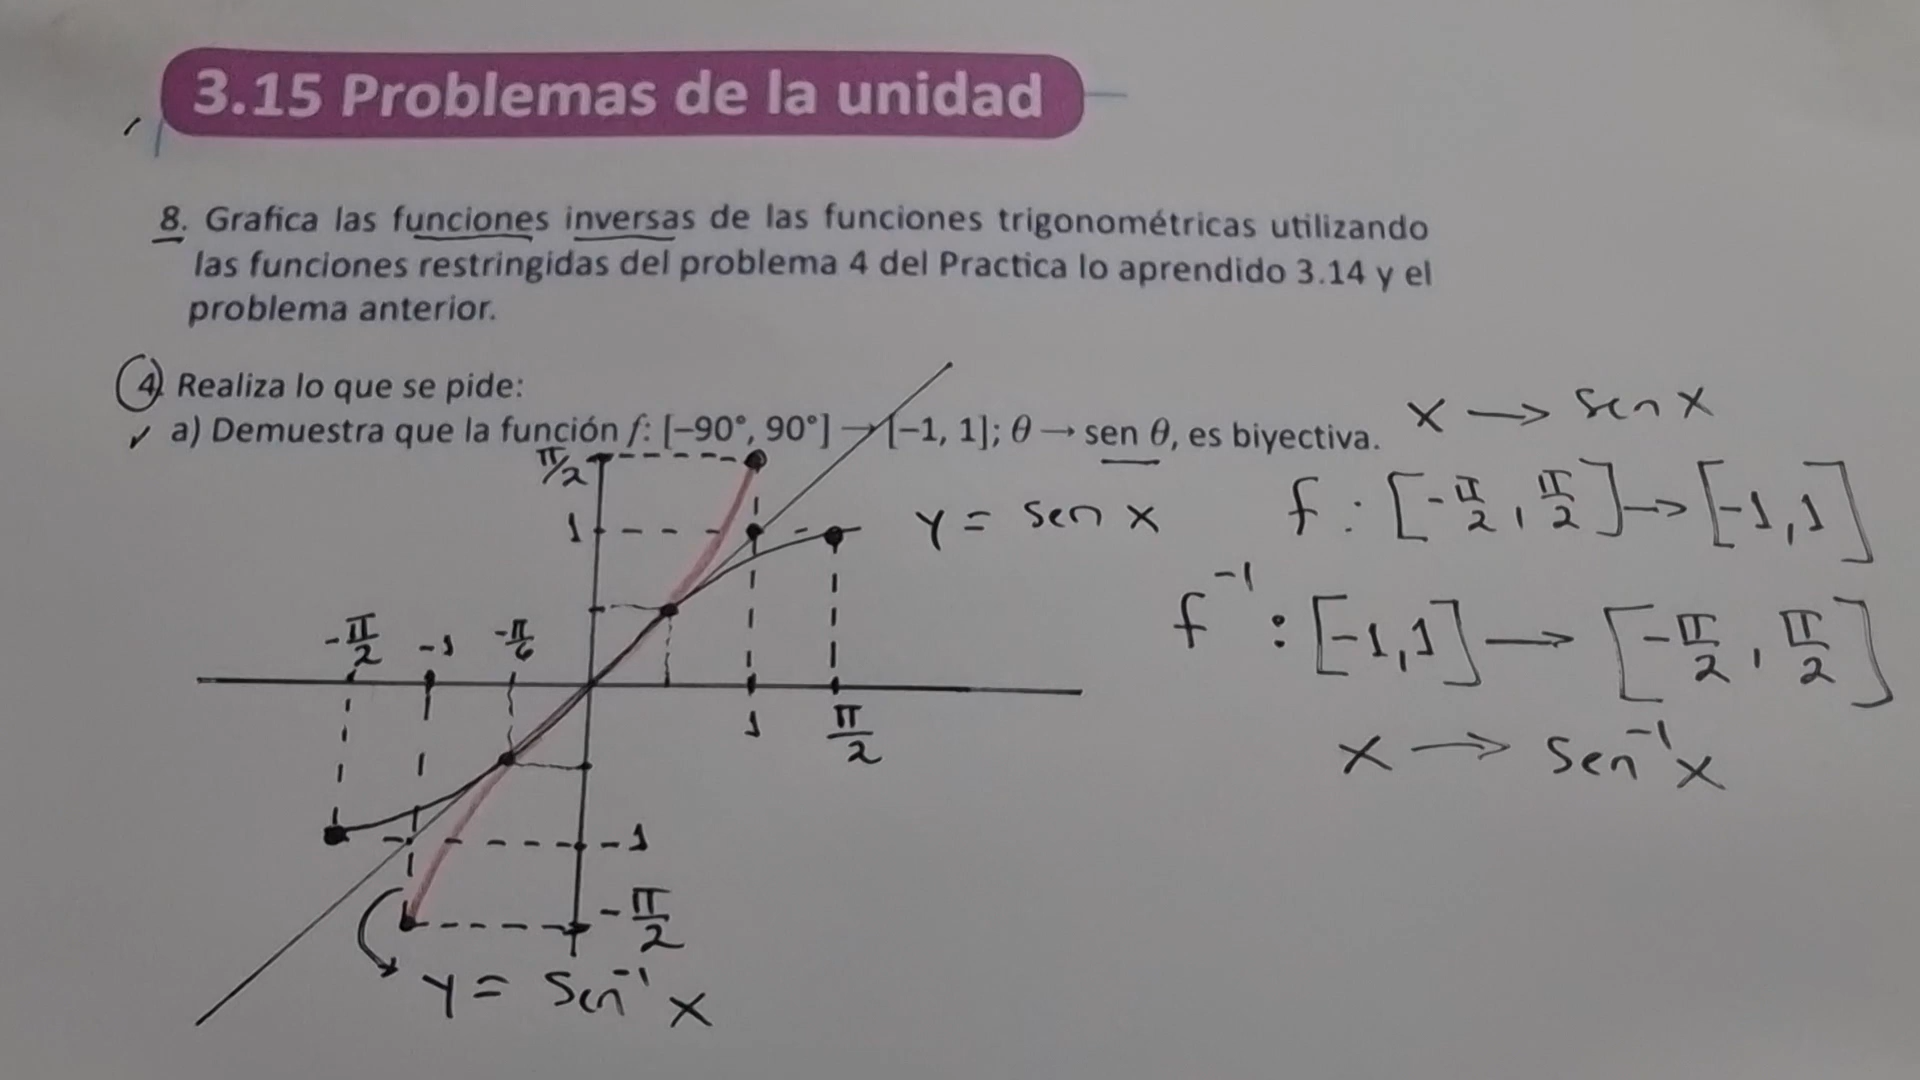 3.15 Problemas de la unidad
8. Grafica las funciones inversas de las funciones trigonométricas utilizando
las funciones restringidas del problema 4 del Practica lo aprendido 3.14 y el
problema anterior.
4. Realiza lo que se pide:
a) Demuestra que la función f: [−90°, 90°] → [−1, 1]; θ → sen θ, es biyectiva.
x → sen x
π/2
1
y = sen x
f : [-π/2, π/2] → [-1,1]
f⁻¹ : [-1,1] → [-π/2, π/2]
-π/2 -1 -π/6
1 π/2
x → sen⁻¹ x
-1
-π/2
y = sen⁻¹ x